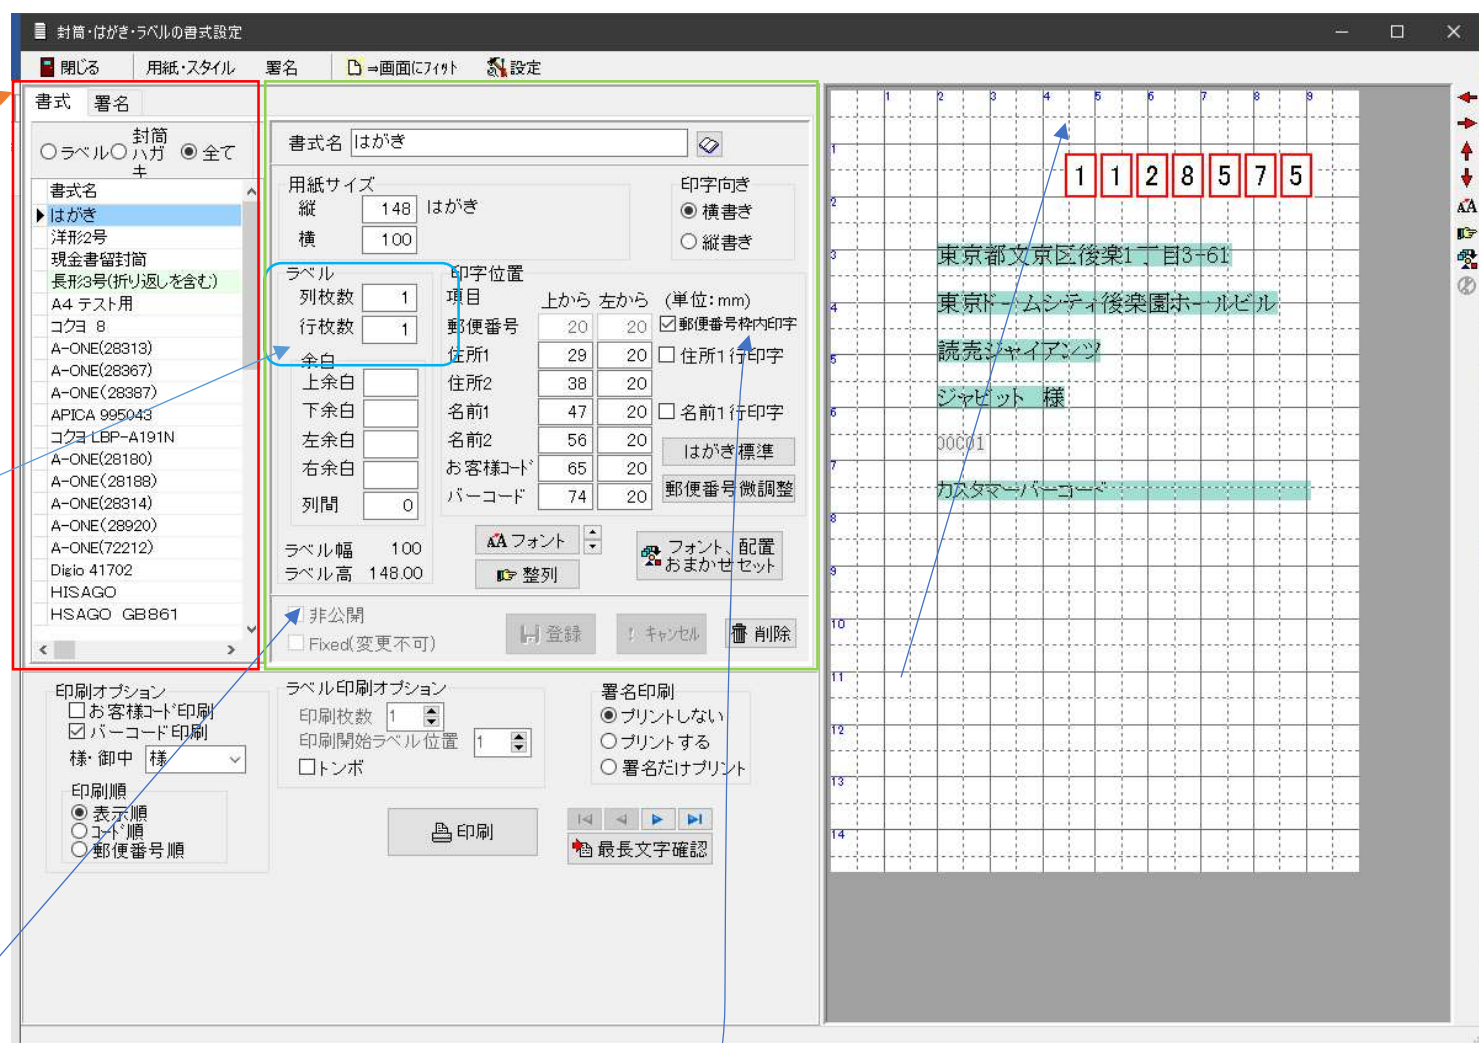 封筒・はがき・ラベルの書式設定
閉じる 用紙・スタイル 署名 ⇒画面にフィット 設定
書式 署名
ラベル 封筒ハガキ 全て
書式名
はがき
洋形2号
現金書留封筒
長形3号(折り返しを含む)
A4 テスト用
コクヨ 8
A-ONE(28313)
A-ONE(28367)
A-ONE(28387)
APICA 995043
コクヨ LBP-A191N
A-ONE(28180)
A-ONE(28188)
A-ONE(28314)
A-ONE(28920)
A-ONE(72212)
Digio 41702
HISAGO
HSAGO GB861
書式名 はがき
用紙サイズ
縦 148 はがき
横 100
印字向き
横書き
縦書き
ラベル
列枚数 1
行枚数 1
余白
上余白
下余白
左余白
右余白
列間 0
ラベル幅 100
ラベル高 148.00
印字位置
項目 上から 左から (単位:mm)
郵便番号 20 20 郵便番号枠内印字
住所1 29 20 住所1行印字
住所2 38 20
名前1 47 20 名前1行印字
名前2 56 20
お客様コード 65 20
バーコード 74 20
はがき標準
郵便番号微調整
フォント
整列
フォント、配置
おまかせセット
非公開
Fixed(変更不可)
登録 ! キャンセル 削除
印刷オプション
お客様コード印刷
バーコード印刷
様・御中 様
印刷順
表示順
コード順
郵便番号順
ラベル印刷オプション
印刷枚数 1
印刷開始ラベル位置 1
トンボ
署名印刷
プリントしない
プリントする
署名だけプリント
印刷
最長文字確認
1 2 3 4 5 6 7 8 9
1
2
3
4
5
6
7
8
9
10
11
12
13
14
1 1 2 8 5 7 5
東京都文京区後楽1丁目3-61
東京ドームシティ後楽園ホールビル
読売ジャイアンツ
ジャビット 様
00001
カスタマーバーコード